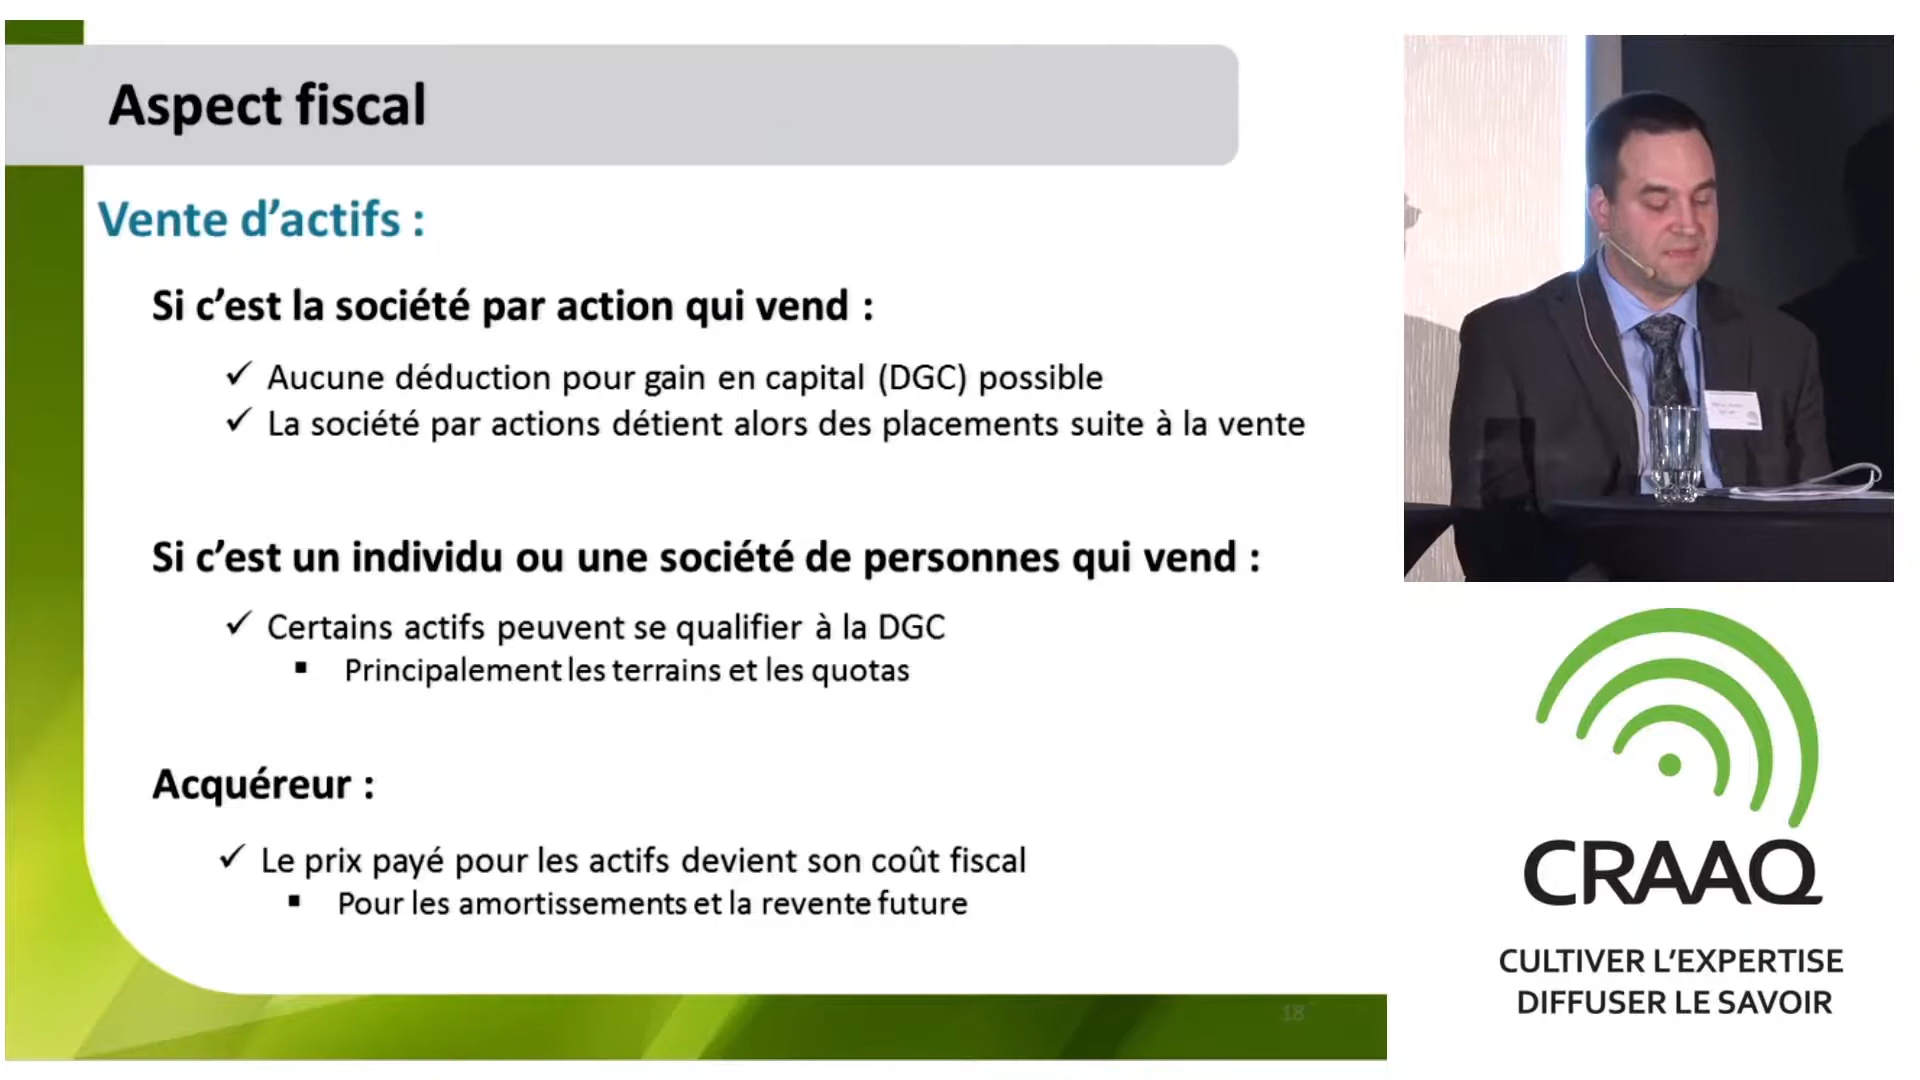 Aspect fiscal
Vente d'actifs :
Si c'est la société par action qui vend :
✓ Aucune déduction pour gain en capital (DGC) possible
✓ La société par actions détient alors des placements suite à la vente
Si c'est un individu ou une société de personnes qui vend :
✓ Certains actifs peuvent se qualifier à la DGC
▪ Principalement les terrains et les quotas
Acquéreur :
✓ Le prix payé pour les actifs devient son coût fiscal
▪ Pour les amortissements et la revente future
18
CRAAQ
CULTIVER L'EXPERTISE
DIFFUSER LE SAVOIR